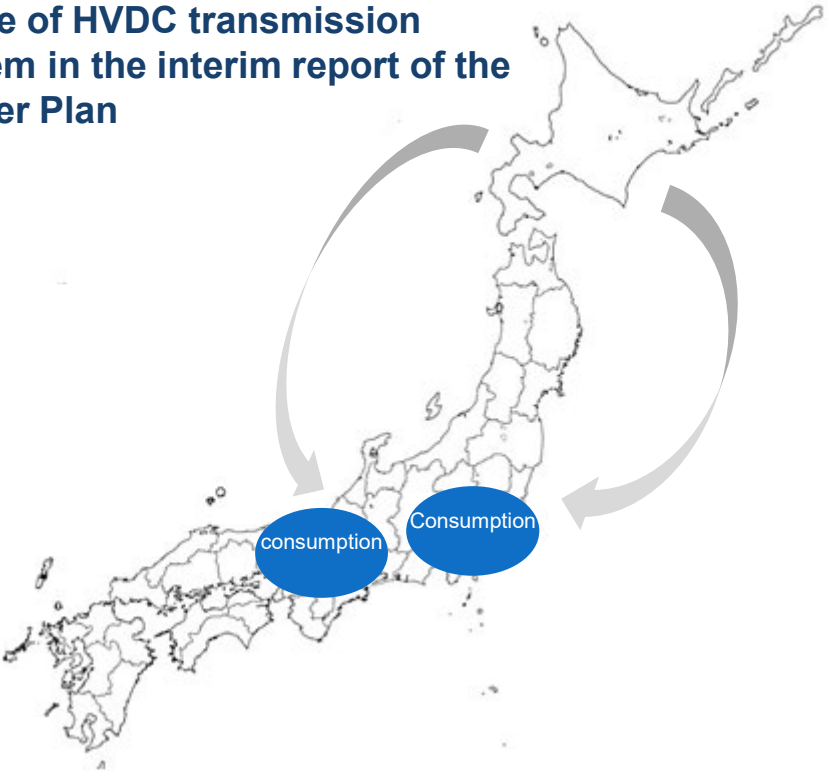 e of HVDC transmission
em in the interim report of the
er Plan
Consumption
consumption